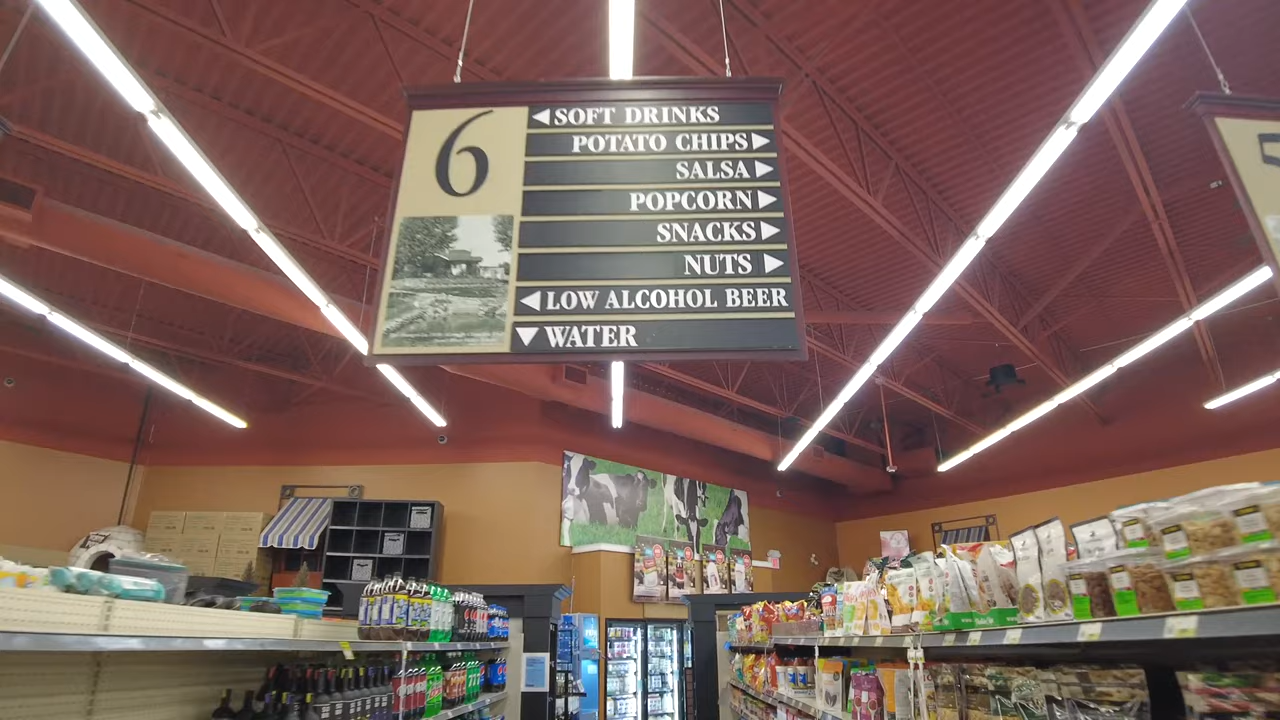 6
◀ SOFT DRINKS
POTATO CHIPS ▶
SALSA ▶
POPCORN ▶
SNACKS ▶
NUTS ▶
◀ LOW ALCOHOL BEER
▼ WATER